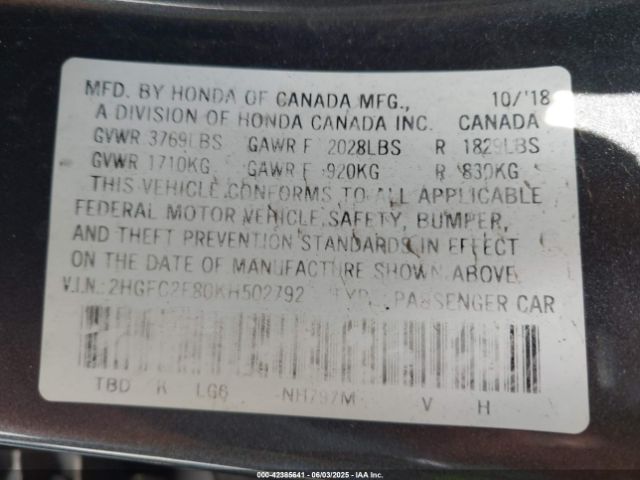 MFD. BY HONDA OF CANADA MFG., 10/'18
A DIVISION OF HONDA CANADA INC. CANADA
GVWR 3769LBS GAWR F 2028LBS R 1829LBS
GVWR 1710KG GAWR F 920KG R 830KG
THIS VEHICLE CONFORMS TO ALL APPLICABLE
FEDERAL MOTOR VEHICLE SAFETY, BUMPER,
AND THEFT PREVENTION STANDARDS IN EFFECT
ON THE DATE OF MANUFACTURE SHOWN ABOVE.
V.I.N.: 2HGFC2F80KH502792 TYPE: PASSENGER CAR
TBD R LG6 NH797M V H
00-42385641 - 06/03/2025 - IAA Inc.